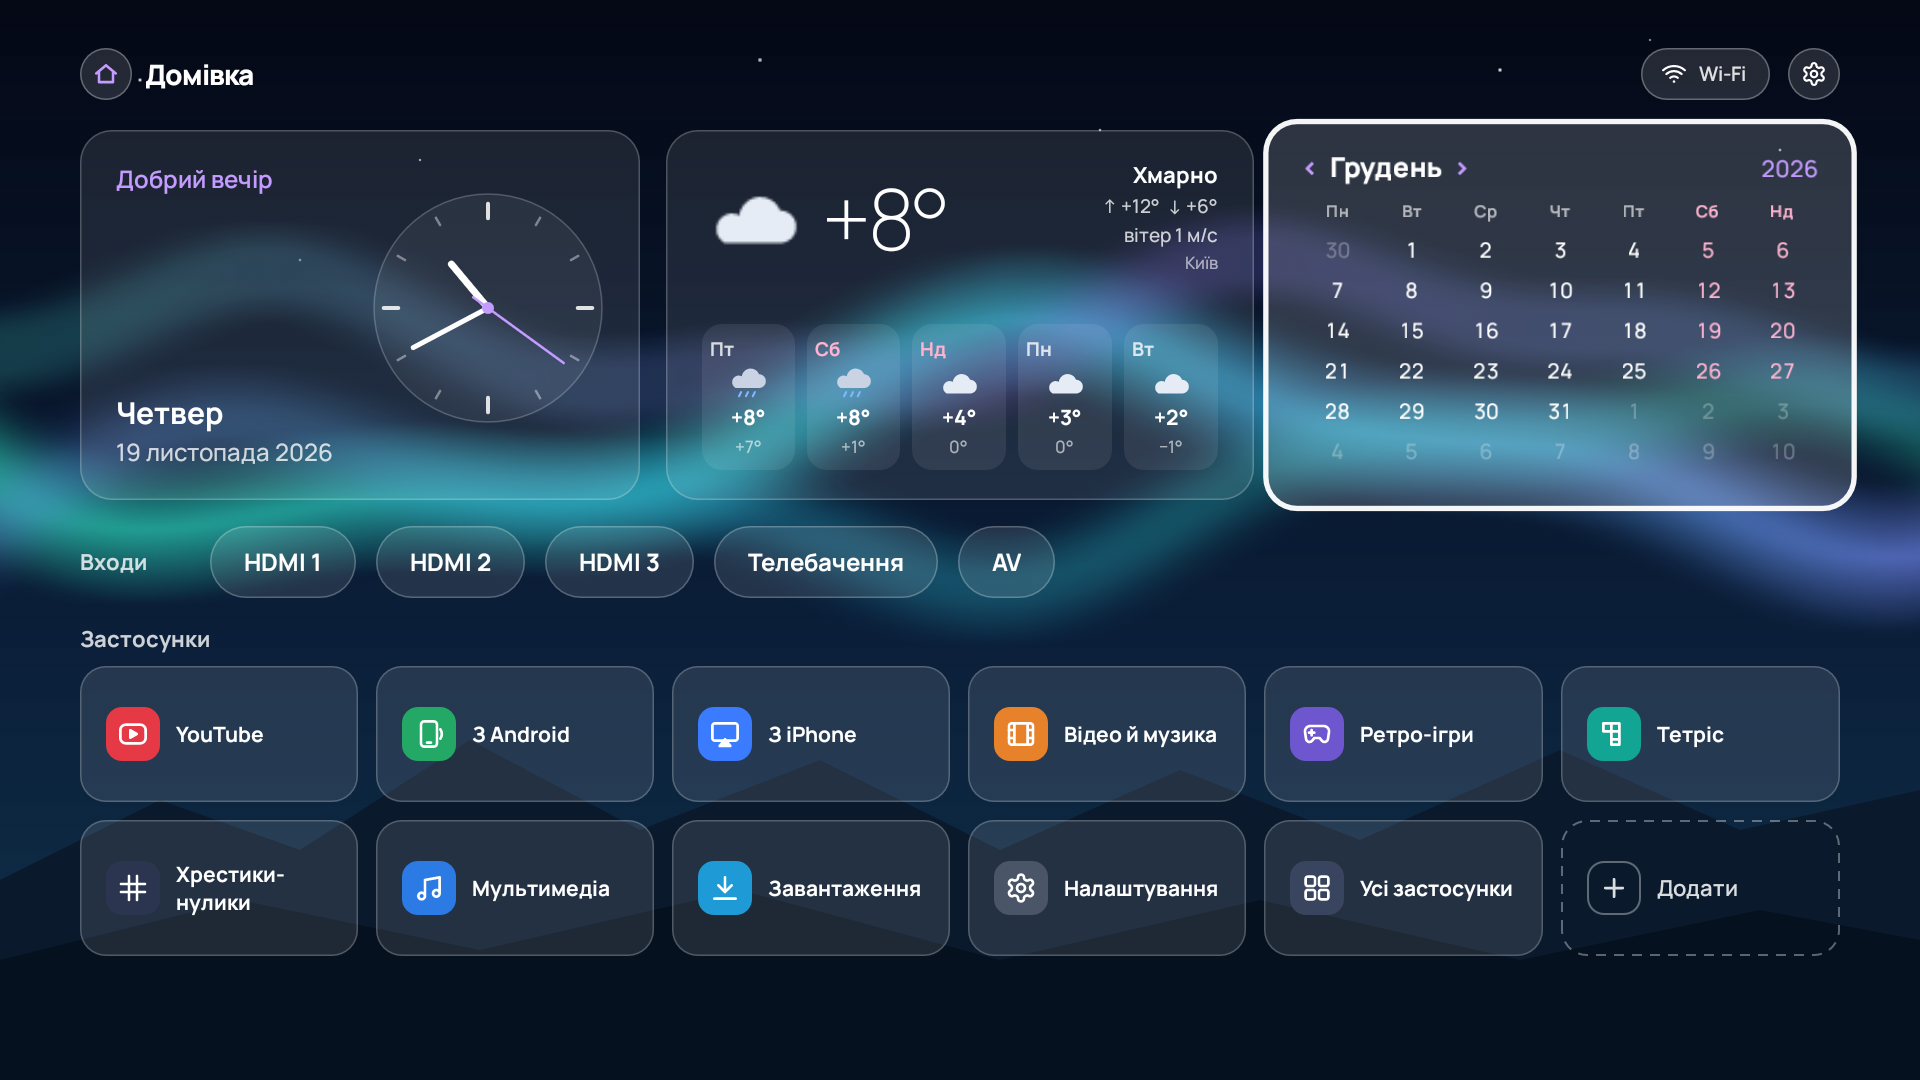 Домівка
Wi-Fi
Добрий вечір
Четвер
19 листопада 2026
+8°
Хмарно
↑ +12° ↓ +6°
вітер 1 м/с
Київ
Пт Сб Нд Пн Вт
+8° +8° +4° +3° +2°
+7° +1° 0° 0° −1°
‹ Грудень › 2026
Пн Вт Ср Чт Пт Сб Нд
30 1 2 3 4 5 6
7 8 9 10 11 12 13
14 15 16 17 18 19 20
21 22 23 24 25 26 27
28 29 30 31 1 2 3
4 5 6 7 8 9 10
Входи HDMI 1 HDMI 2 HDMI 3 Телебачення AV
Застосунки
YouTube
З Android
З iPhone
Відео й музика
Ретро-ігри
Тетріс
Хрестики-
нулики
Мультимедіа
Завантаження
Налаштування
Усі застосунки
Додати